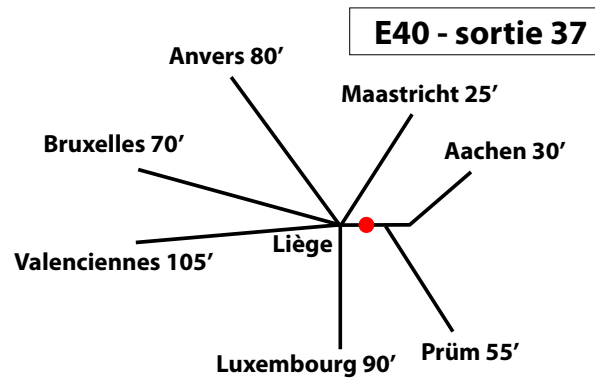 E40 - sortie 37
Anvers 80’
Maastricht 25’
Bruxelles 70’
Aachen 30’
Liège
Valenciennes 105’
Luxembourg 90’
Prüm 55’